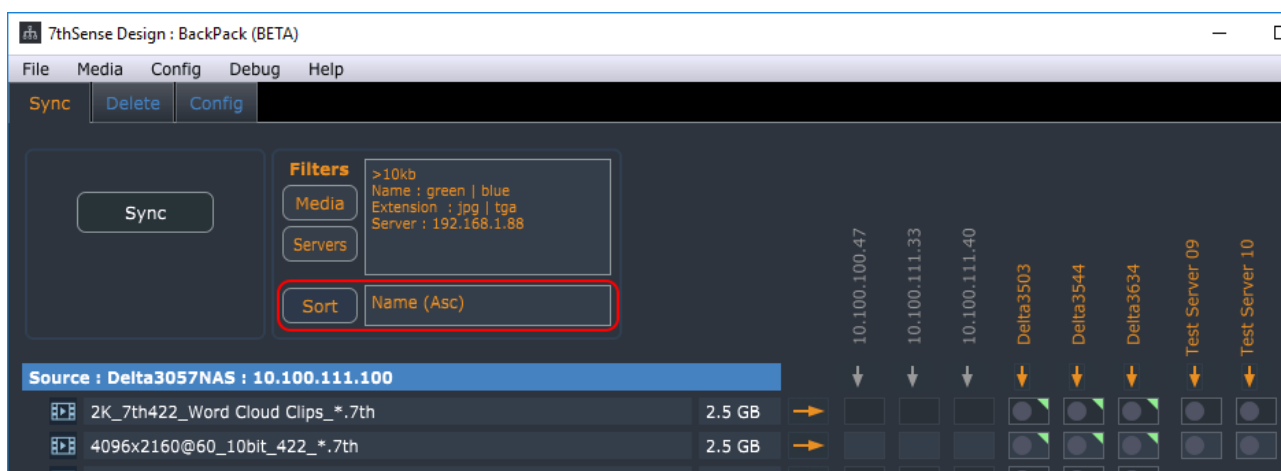 7thSense Design : BackPack (BETA)
File Media Config Debug Help
Sync Delete Config
Sync
Filters
Media
Servers
>10kb
Name : green | blue
Extension : jpg | tga
Server : 192.168.1.88
Sort
Name (Asc)
10.100.100.47
10.100.111.33
10.100.111.40
Delta3503
Delta3544
Delta3634
Test Server 09
Test Server 10
Source : Delta3057NAS : 10.100.111.100
2K_7th422_Word Cloud Clips_*.7th 2.5 GB
4096x2160@60_10bit_422_*.7th 2.5 GB